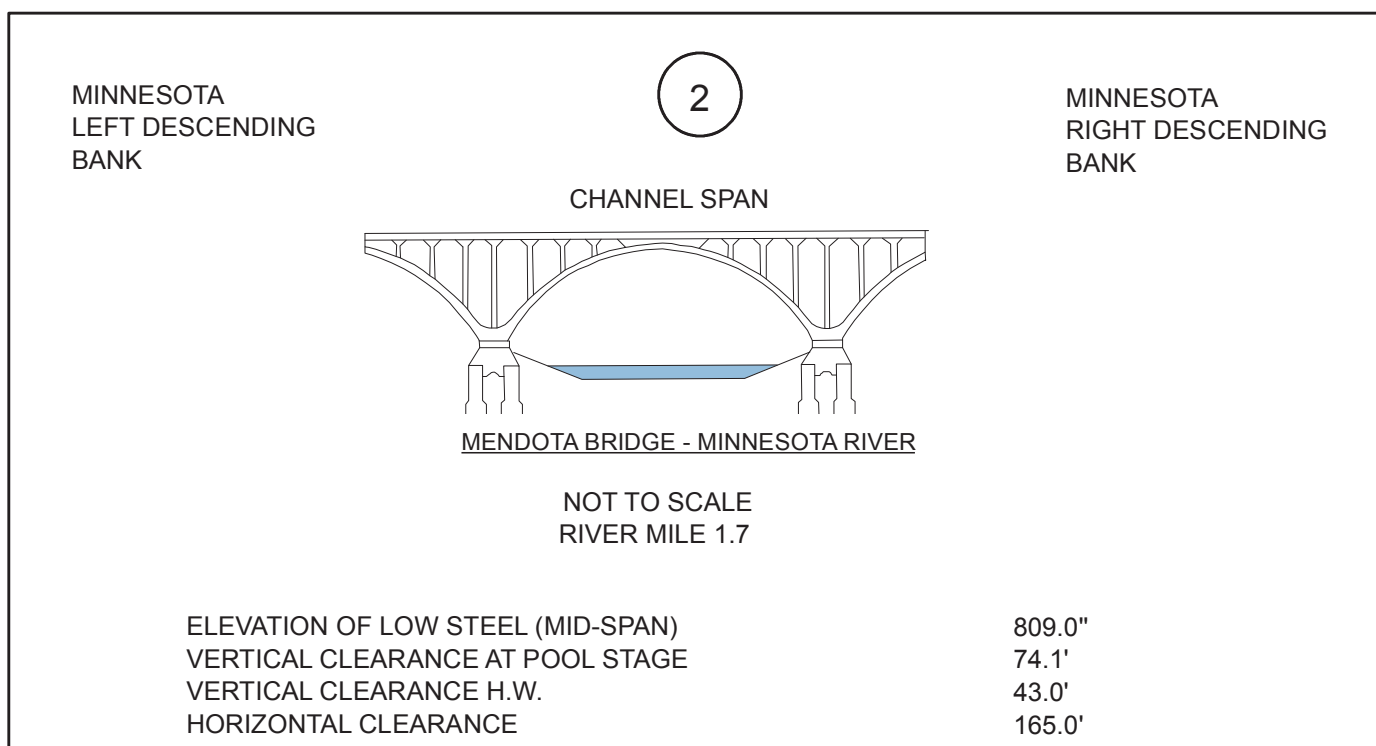 MINNESOTA
LEFT DESCENDING
BANK
2
MINNESOTA
RIGHT DESCENDING
BANK
CHANNEL SPAN
MENDOTA BRIDGE - MINNESOTA RIVER
NOT TO SCALE
RIVER MILE 1.7
ELEVATION OF LOW STEEL (MID-SPAN) 809.0"
VERTICAL CLEARANCE AT POOL STAGE 74.1'
VERTICAL CLEARANCE H.W. 43.0'
HORIZONTAL CLEARANCE 165.0'